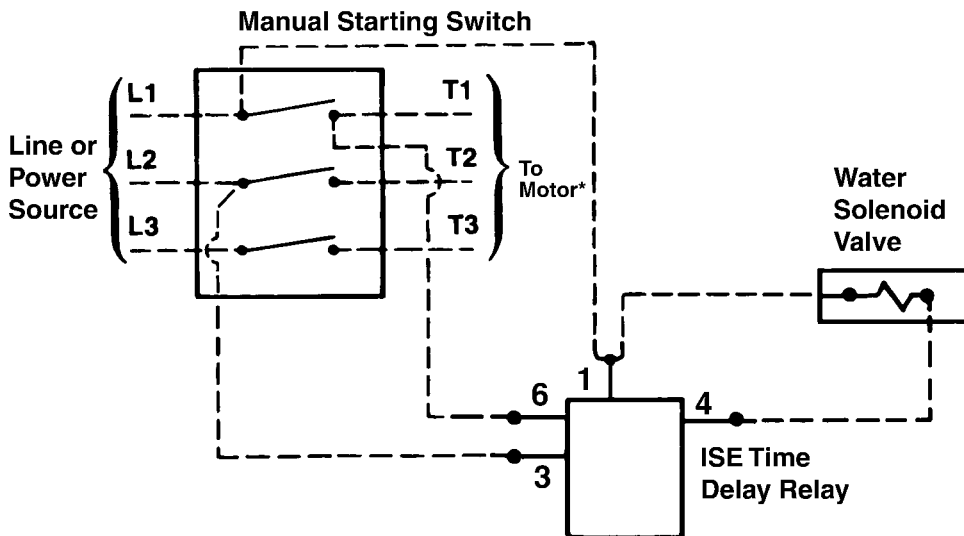 Manual Starting Switch
L1
T1
Line or
Power
Source
L2
T2
To
Motor*
L3
T3
Water
Solenoid
Valve
6
1
4
3
ISE Time
Delay Relay